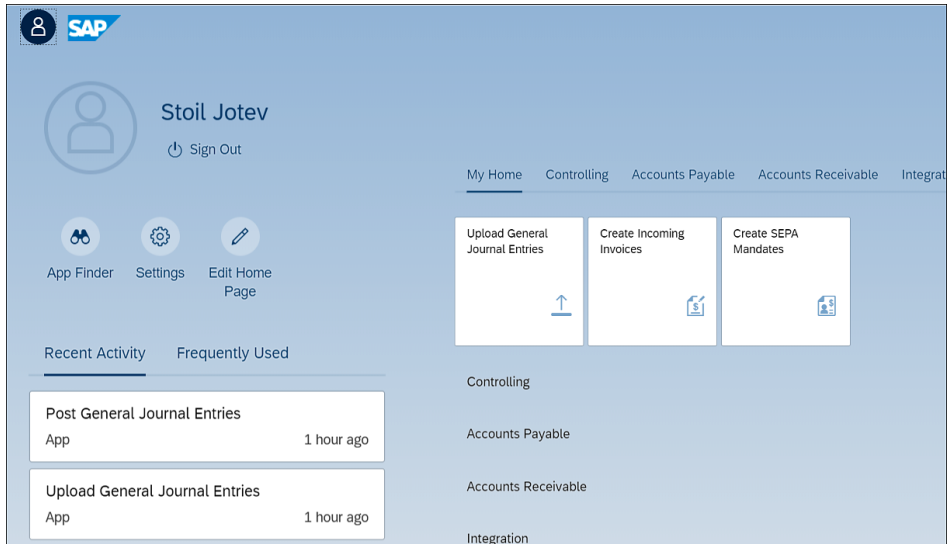 SAP
Stoil Jotev
Sign Out
App Finder
Settings
Edit Home
Page
Recent Activity
Frequently Used
Post General Journal Entries
App
1 hour ago
Upload General Journal Entries
App
1 hour ago
My Home
Controlling
Accounts Payable
Accounts Receivable
Integrat
Upload General
Journal Entries
Create Incoming
Invoices
Create SEPA
Mandates
Controlling
Accounts Payable
Accounts Receivable
Integration